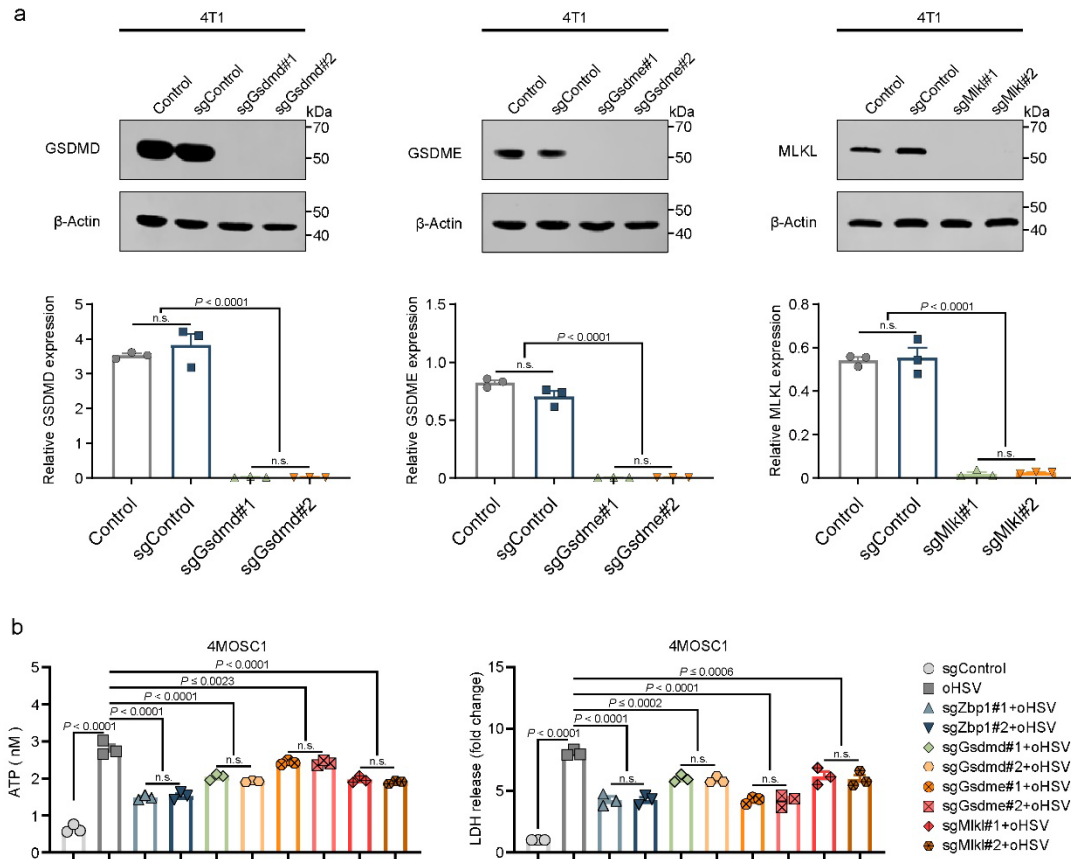 a
4T1
Control
sgControl
sgGsdmd#1
sgGsdmd#2
kDa
GSDMD
70
50
β-Actin
50
40
4T1
Control
sgControl
sgGsdme#1
sgGsdme#2
kDa
GSDME
70
50
β-Actin
50
40
4T1
Control
sgControl
sgMlkl#1
sgMlkl#2
kDa
MLKL
70
50
β-Actin
50
40
Relative GSDMD expression
5
4
3
2
1
0
P < 0.0001
n.s.
n.s.
Control
sgControl
sgGsdmd#1
sgGsdmd#2
Relative GSDME expression
1.5
1.0
0.5
0
P < 0.0001
n.s.
n.s.
Control
sgControl
sgGsdme#1
sgGsdme#2
Relative MLKL expression
0.8
0.6
0.4
0.2
0
P < 0.0001
n.s.
n.s.
Control
sgControl
sgMlkl#1
sgMlkl#2
b
4MOSC1
ATP ( nM )
5
4
3
2
1
0
P < 0.0001
P ≤ 0.0023
P < 0.0001
P < 0.0001
P < 0.0001
n.s.
n.s.
n.s.
n.s.
4MOSC1
LDH release (fold change)
15
10
5
0
P ≤ 0.0006
P < 0.0001
P ≤ 0.0002
P < 0.0001
P < 0.0001
n.s.
n.s.
n.s.
n.s.
sgControl
oHSV
sgZbp1#1+oHSV
sgZbp1#2+oHSV
sgGsdmd#1+oHSV
sgGsdmd#2+oHSV
sgGsdme#1+oHSV
sgGsdme#2+oHSV
sgMlkl#1+oHSV
sgMlkl#2+oHSV